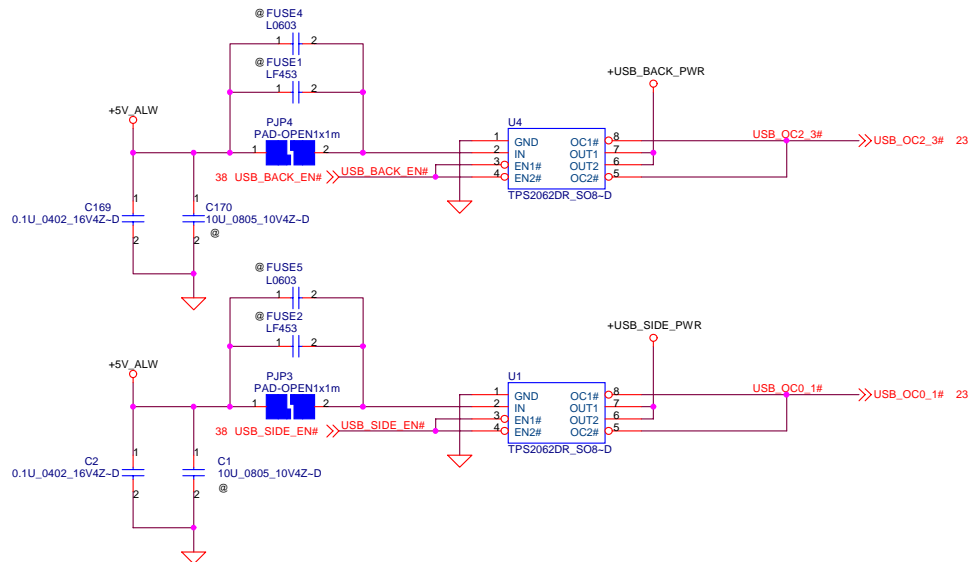 @ FUSE4
L0603
1 2
@ FUSE1
LF453
1 2
+5V_ALW
PJP4
PAD-OPEN1x1m
1 2
38 USB_BACK_EN#
USB_BACK_EN#
C169
0.1U_0402_16V4Z~D
1
2
C170
10U_0805_10V4Z~D
@
1
2
U4
1 GND
2 IN
3 EN1#
4 EN2#
OC1# 8
OUT1 7
OUT2 6
OC2# 5
TPS2062DR_SO8~D
+USB_BACK_PWR
USB_OC2_3#
USB_OC2_3# 23
@ FUSE5
L0603
1 2
@ FUSE2
LF453
1 2
+5V_ALW
PJP3
PAD-OPEN1x1m
1 2
38 USB_SIDE_EN#
USB_SIDE_EN#
C2
0.1U_0402_16V4Z~D
1
2
C1
10U_0805_10V4Z~D
@
1
2
U1
1 GND
2 IN
3 EN1#
4 EN2#
OC1# 8
OUT1 7
OUT2 6
OC2# 5
TPS2062DR_SO8~D
+USB_SIDE_PWR
USB_OC0_1#
USB_OC0_1# 23